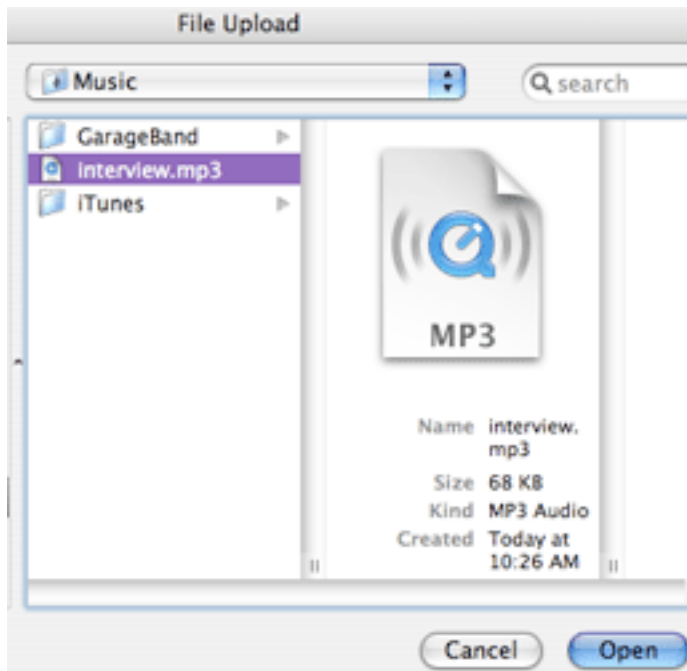 File Upload
Music
search
GarageBand
interview.mp3
iTunes
MP3
Name interview.
mp3
Size 68 KB
Kind MP3 Audio
Created Today at
10:26 AM
Cancel
Open